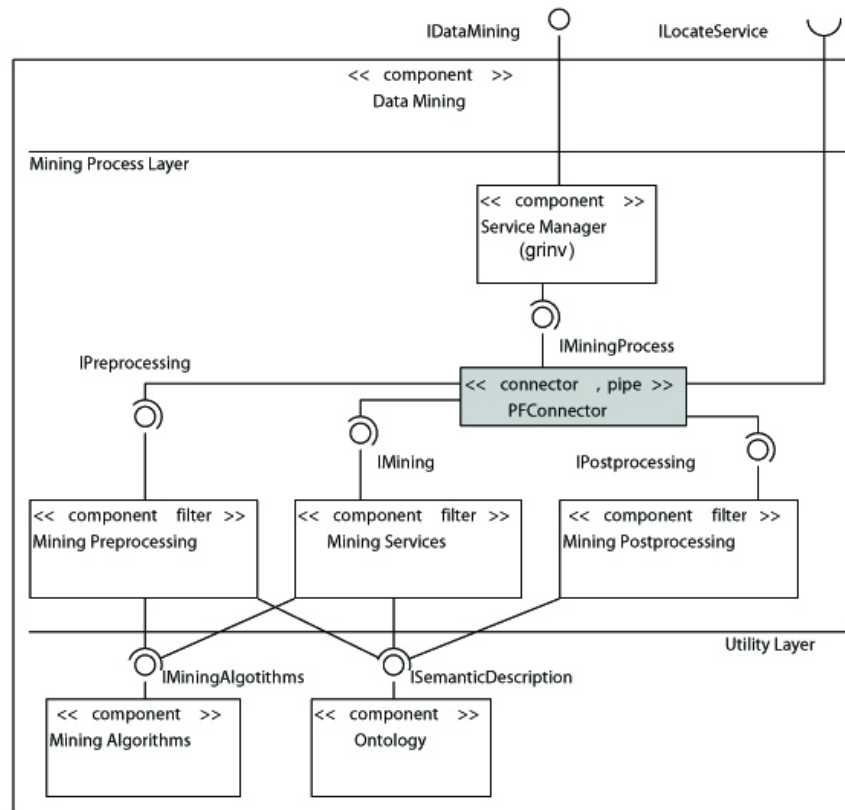 IDataMining
ILocateService
<< component >>
Data Mining
Mining Process Layer
<< component >>
Service Manager
(grinv)
IMiningProcess
IPreprocessing
<< connector , pipe >>
PFConnector
IMining
IPostprocessing
<< component filter >>
Mining Preprocessing
<< component filter >>
Mining Services
<< component filter >>
Mining Postprocessing
Utility Layer
IMiningAlgotithms
ISemanticDescription
<< component >>
Mining Algorithms
<< component >>
Ontology